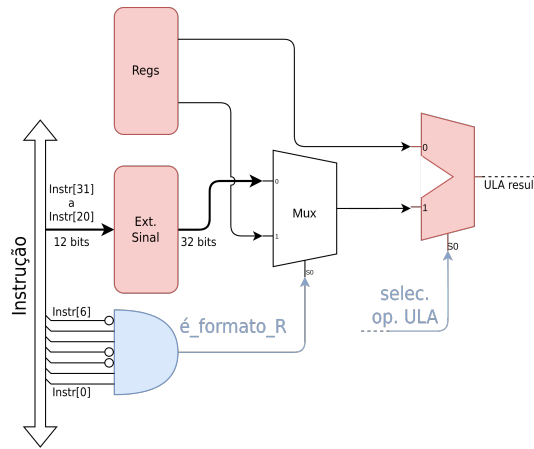 Regs
0
Instr[31]
a
Instr[20]
12 bits
Ext.
Sinal
32 bits
0
1
Mux
S0
1
ULA resul
S0
selec.
op. ULA
Instrução
Instr[6]
é_formato_R
Instr[0]